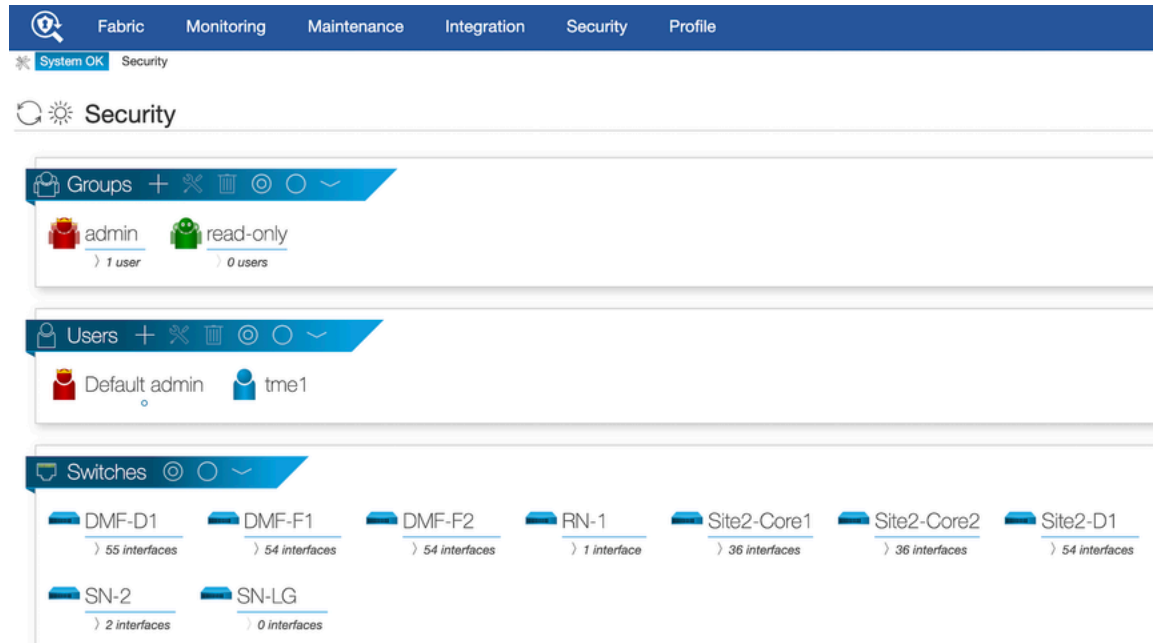 Fabric Monitoring Maintenance Integration Security Profile
System OK Security
Security
Groups
admin read-only
1 user 0 users
Users
Default admin tme1
Switches
DMF-D1 DMF-F1 DMF-F2 RN-1 Site2-Core1 Site2-Core2 Site2-D1
55 interfaces 54 interfaces 54 interfaces 1 interface 36 interfaces 36 interfaces 54 interfaces
SN-2 SN-LG
2 interfaces 0 interfaces